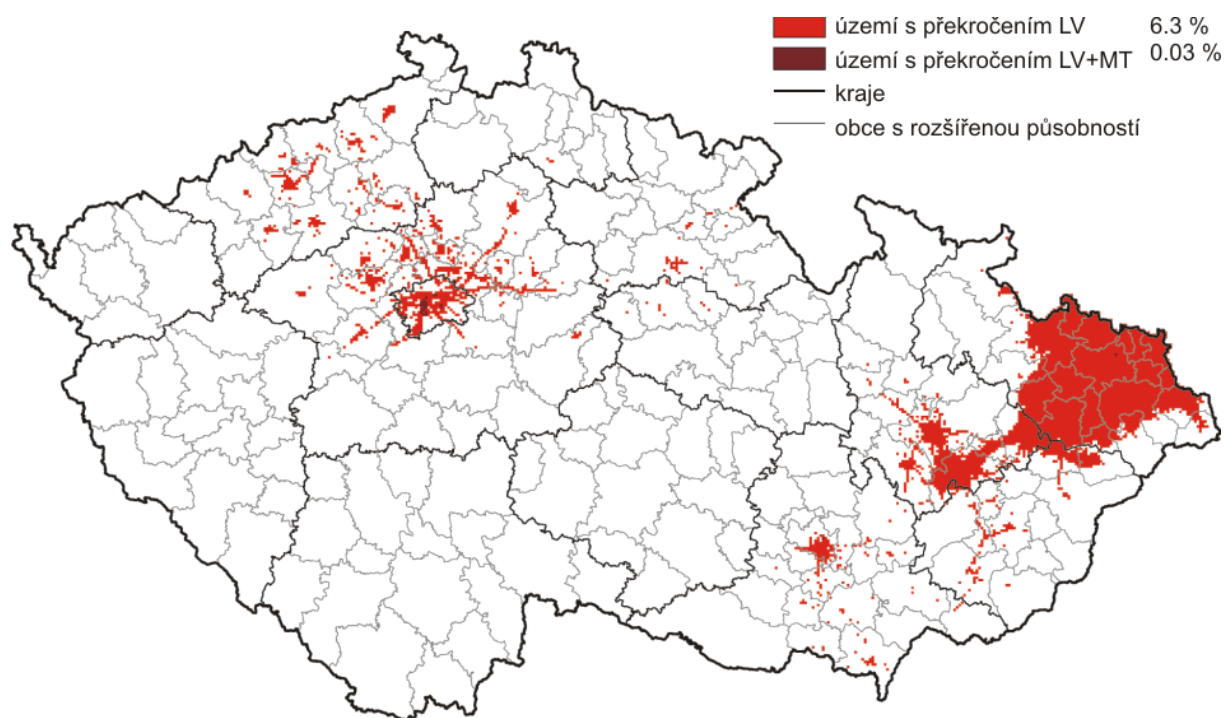 území s překročením LV 6.3 %
území s překročením LV+MT 0.03 %
kraje
obce s rozšířenou působností